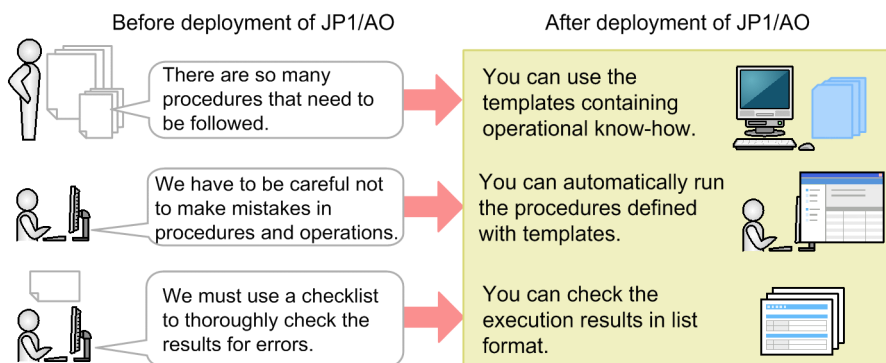 Before deployment of JP1/AO
After deployment of JP1/AO
There are so many
procedures that need to
be followed.
You can use the
templates containing
operational know-how.
We have to be careful not
to make mistakes in
procedures and operations.
You can automatically run
the procedures defined
with templates.
We must use a checklist
to thoroughly check the
results for errors.
You can check the
execution results in list
format.